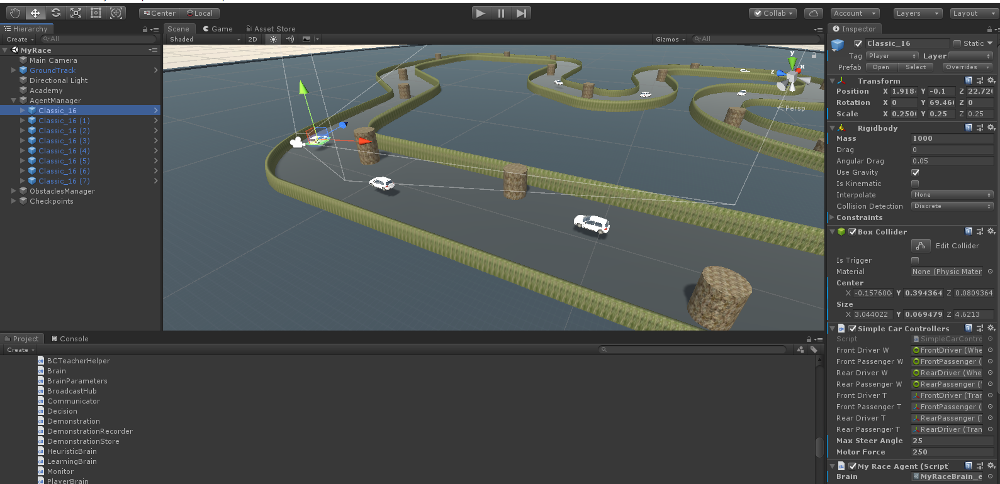 Center Local
Collab Account Layers Layout
Hierarchy
Create All
MyRace
Main Camera
GroundTrack
Directional Light
Academy
AgentManager
Classic_16
Classic_16 (1)
Classic_16 (2)
Classic_16 (3)
Classic_16 (4)
Classic_16 (5)
Classic_16 (6)
Classic_16 (7)
ObstaclesManager
Checkpoints
Scene Game Asset Store
Shaded 2D Gizmos All
y
x
z
Persp
Project Console
Create
BCTeacherHelper
Brain
BrainParameters
BroadcastHub
Communicator
Decision
Demonstration
DemonstrationRecorder
DemonstrationStore
HeuristicBrain
LearningBrain
Monitor
PlayerBrain
Inspector
Classic_16 Static
Tag Player Layer
Prefab Open Select Overrides
Transform
Position X 1.918 Y -0.1 Z 22.72
Rotation X 0 Y 69.46 Z 0
Scale X 0.250 Y 0.25 Z 0.25
Rigidbody
Mass 1000
Drag 0
Angular Drag 0.05
Use Gravity
Is Kinematic
Interpolate None
Collision Detection Discrete
Constraints
Box Collider
Edit Collider
Is Trigger
Material None (Physic Mater
Center
X -0.157600 Y 0.394364 Z 0.0809364
Size
X 3.044022 Y 0.069479 Z 4.6213
Simple Car Controllers
Script SimpleCarContro
Front Driver W FrontDriver (Whe
Front Passenger W FrontPassenger (
Rear Driver W RearDriver (Whe
Rear Passenger W RearPassenger (
Front Driver T FrontDriver (Tran
Front Passenger T FrontPassenger (
Rear Driver T RearPassenger (
Rear Passenger T RearDriver (Tran
Max Steer Angle 25
Motor Force 250
My Race Agent (Script)
Brain MyRaceBrain_e